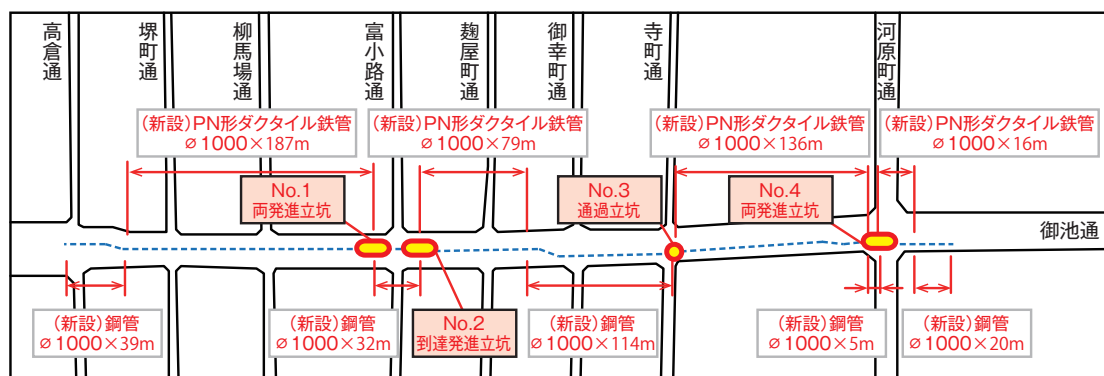 高倉通
堺町通
柳馬場通
富小路通
麹屋町通
御幸町通
寺町通
河原町通
(新設)PN形ダクタイル鉄管
ø1000×187m
(新設)PN形ダクタイル鉄管
ø1000×79m
(新設)PN形ダクタイル鉄管
ø1000×136m
(新設)PN形ダクタイル鉄管
ø1000×16m
No.1
両発進立坑
No.3
通過立坑
No.4
両発進立坑
御池通
(新設)鋼管
ø1000×39m
(新設)鋼管
ø1000×32m
No.2
到達発進立坑
(新設)鋼管
ø1000×114m
(新設)鋼管
ø1000×5m
(新設)鋼管
ø1000×20m